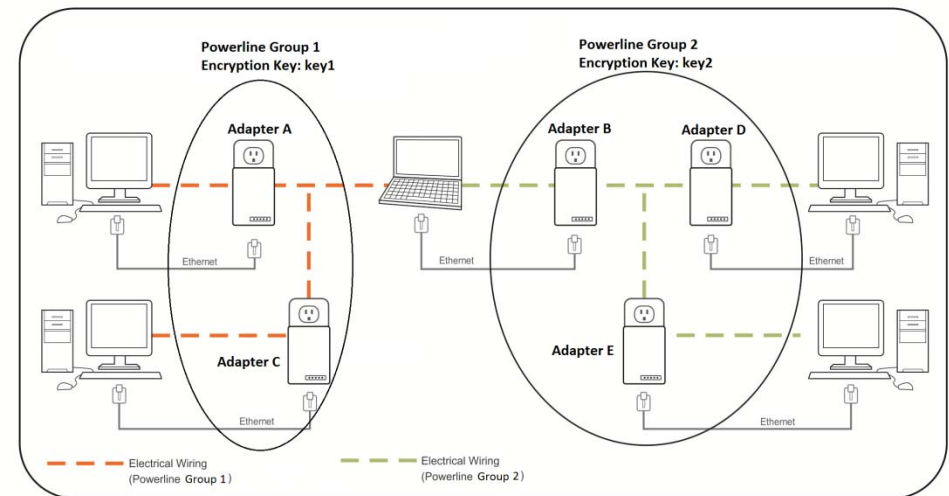 Powerline Group 1
Encryption Key: key1
Powerline Group 2
Encryption Key: key2
Adapter A
Adapter B
Adapter D
Ethernet
Ethernet
Ethernet
Adapter C
Adapter E
Ethernet
Ethernet
Electrical Wiring
(Powerline Group 1)
Electrical Wiring
(Powerline Group 2)